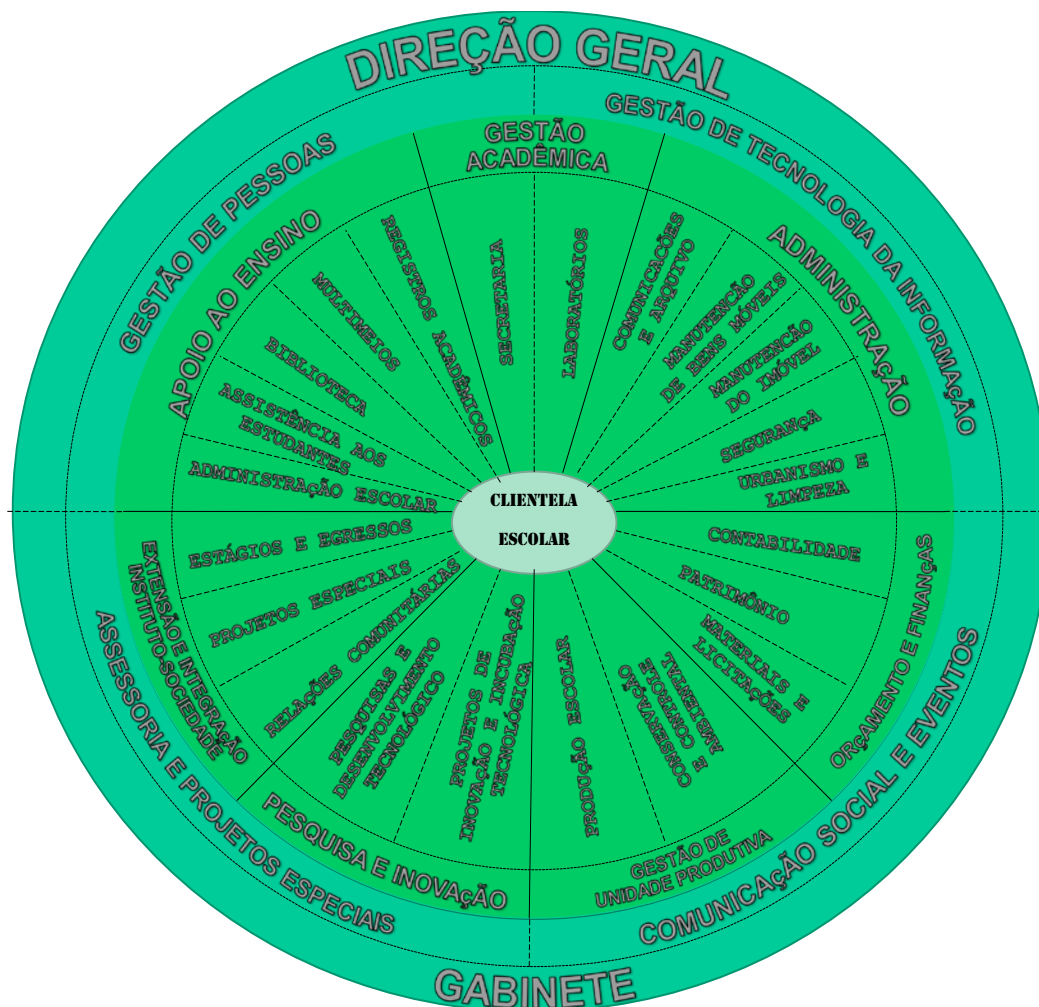 DIREÇÃO GERAL
GESTÃO DE PESSOAS
GESTÃO DE TECNOLOGIA DA INFORMAÇÃO
GESTÃO
ACADÊMICA
APOIO AO ENSINO
ADMINISTRAÇÃO
REGISTROS ACADÊMICOS
SECRETARIA
LABORATÓRIOS
COMUNICAÇÕES
E ARQUIVO
MANUTENÇÃO
DE BENS MÓVEIS
MANUTENÇÃO
DO IMÓVEL
SEGURANÇA
URBANISMO E
LIMPEZA
MULTIMEIOS
BIBLIOTECA
ASSISTÊNCIA AOS
ESTUDANTES
ADMINISTRAÇÃO ESCOLAR
CLIENTELA
ESCOLAR
ESTÁGIOS E EGRESSOS
PROJETOS ESPECIAIS
RELAÇÕES COMUNITÁRIAS
PESQUISAS E
DESENVOLVIMENTO
TECNOLÓGICO
PROJETOS DE
INOVAÇÃO E INCUBAÇÃO
TECNOLÓGICA
PRODUÇÃO ESCOLAR
CONSERVAÇÃO
E CONTROLE
AMBIENTAL
MATERIAIS E
LICITAÇÕES
PATRIMÔNIO
CONTABILIDADE
EXTENSÃO E INTEGRAÇÃO
INSTITUTO-SOCIEDADE
PESQUISA E INOVAÇÃO
GESTÃO DE
UNIDADE PRODUTIVA
ORÇAMENTO E FINANÇAS
ASSESSORIA E PROJETOS ESPECIAIS
COMUNICAÇÃO SOCIAL E EVENTOS
GABINETE